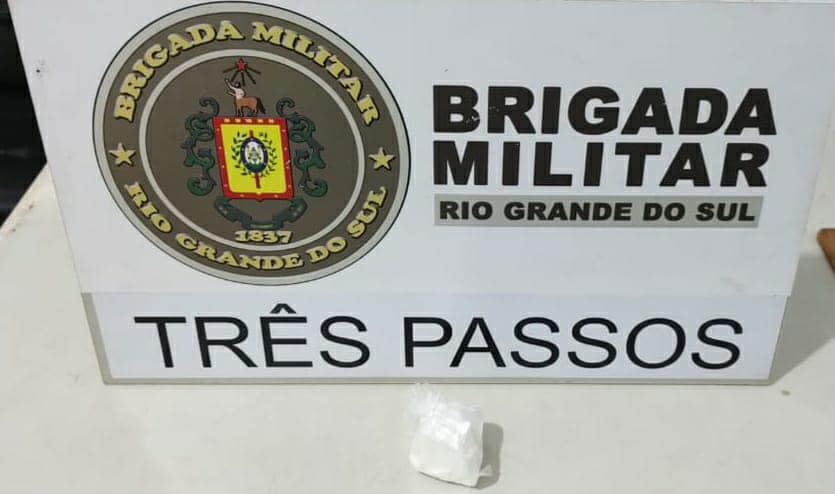 BRIGADA MILITAR
1837
RIO GRANDE DO SUL
BRIGADA
MILITAR
RIO GRANDE DO SUL
TRÊS PASSOS